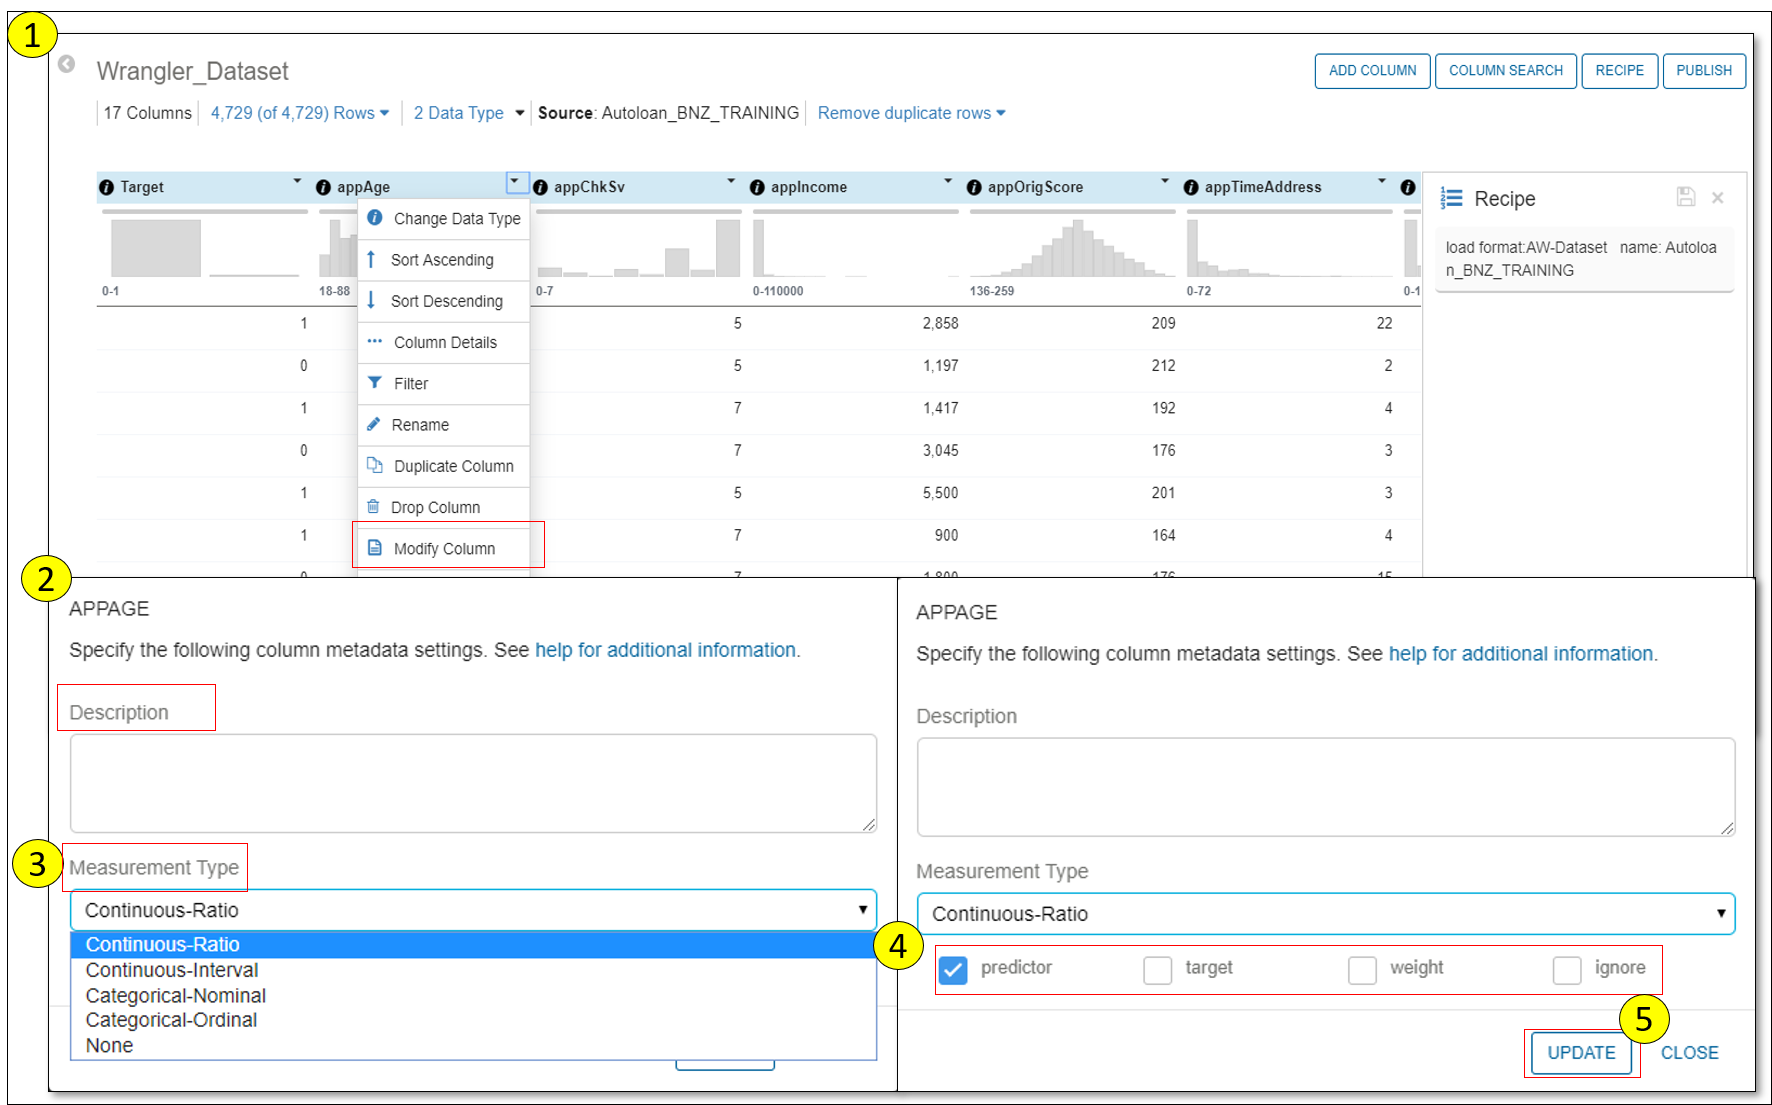 1
Wrangler_Dataset
ADD COLUMN COLUMN SEARCH RECIPE PUBLISH
17 Columns 4,729 (of 4,729) Rows 2 Data Type Source: Autoloan_BNZ_TRAINING Remove duplicate rows
Target appAge appChkSv appIncome appOrigScore appTimeAddress
0-1 18-88 0-7 0-110000 136-259 0-72 0-1
1 5 2,858 209 22
0 5 1,197 212 2
1 7 1,417 192 4
0 7 3,045 176 3
1 5 5,500 201 3
1 7 900 164 4
0 7 1,800 176 15
Change Data Type
Sort Ascending
Sort Descending
Column Details
Filter
Rename
Duplicate Column
Drop Column
Modify Column
Recipe
load format:AW-Dataset name: Autoloa
n_BNZ_TRAINING
2
APPAGE
Specify the following column metadata settings. See help for additional information.
Description
3
Measurement Type
Continuous-Ratio
Continuous-Ratio
Continuous-Interval
Categorical-Nominal
Categorical-Ordinal
None
APPAGE
Specify the following column metadata settings. See help for additional information.
Description
Measurement Type
Continuous-Ratio
4
predictor target weight ignore
5
UPDATE CLOSE